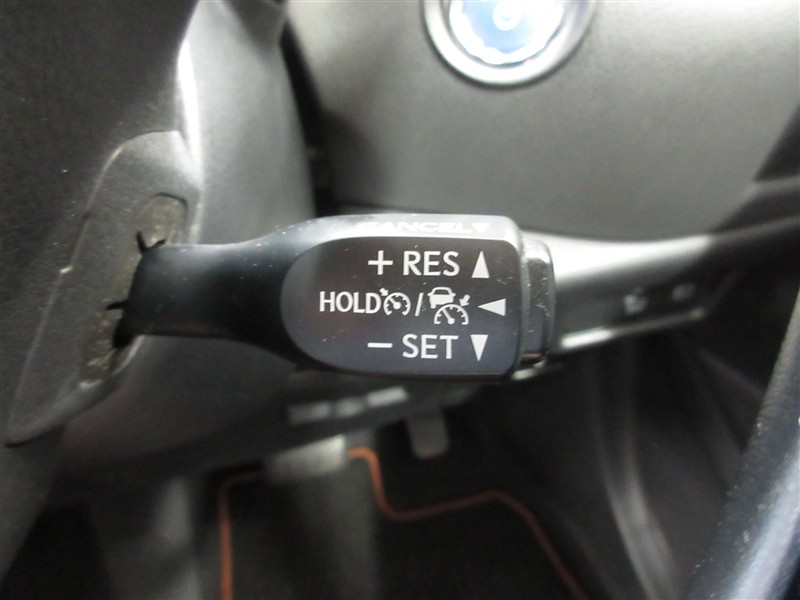 CANCEL▼
+ RES ▲
HOLD / ◀
− SET ▼